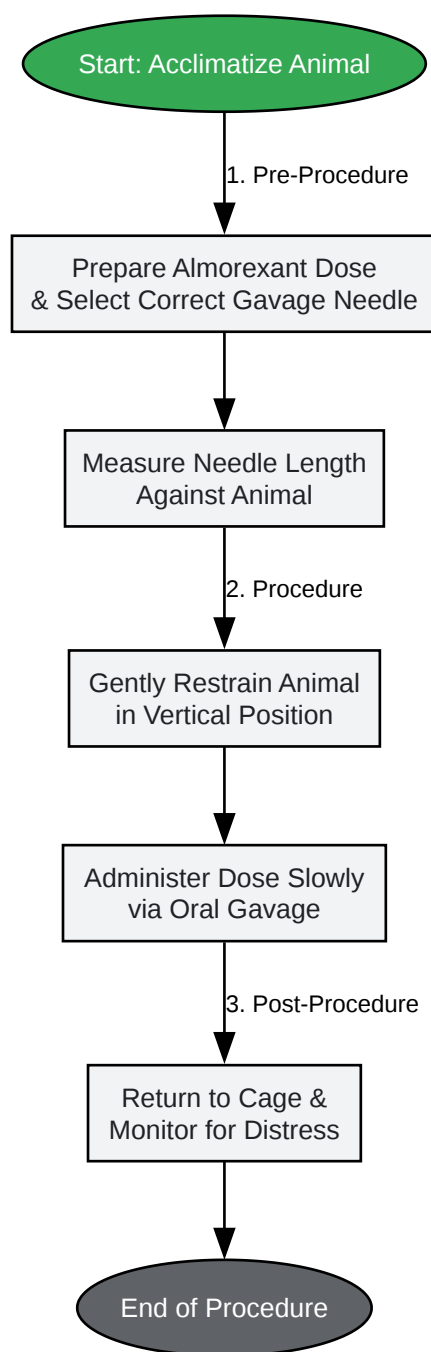 Start: Acclimatize Animal
1. Pre-Procedure
Prepare Almorexant Dose
& Select Correct Gavage Needle
Measure Needle Length
Against Animal
2. Procedure
Gently Restrain Animal
in Vertical Position
Administer Dose Slowly
via Oral Gavage
3. Post-Procedure
Return to Cage &
Monitor for Distress
End of Procedure